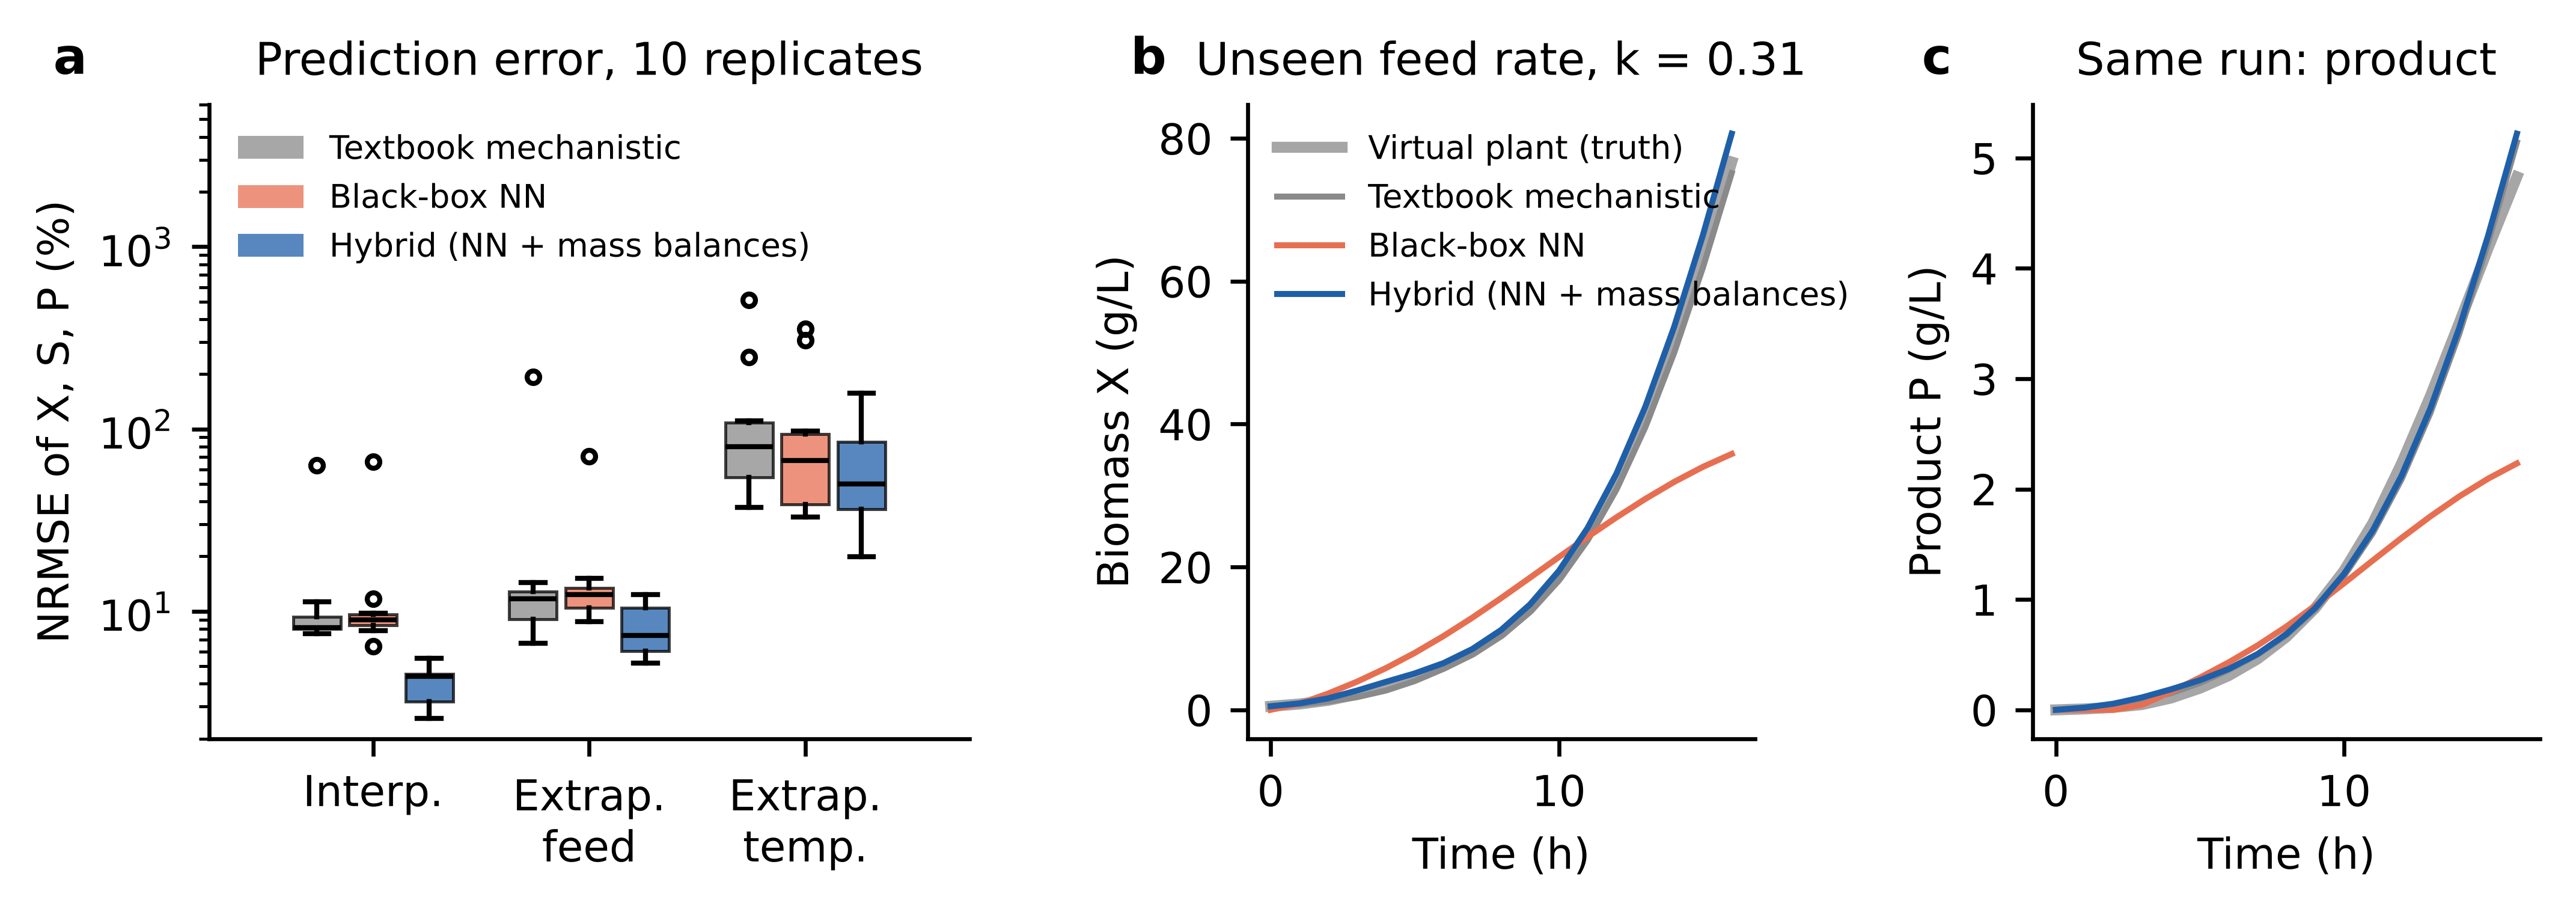 a
Prediction error, 10 replicates
Textbook mechanistic
Black-box NN
Hybrid (NN + mass balances)
NRMSE of X, S, P (%)
10³
10²
10¹
Interp.
Extrap.
feed
Extrap.
temp.
b
Unseen feed rate, k = 0.31
Virtual plant (truth)
Textbook mechanistic
Black-box NN
Hybrid (NN + mass balances)
Biomass X (g/L)
80
60
40
20
0
0
10
Time (h)
c
Same run: product
Product P (g/L)
5
4
3
2
1
0
0
10
Time (h)